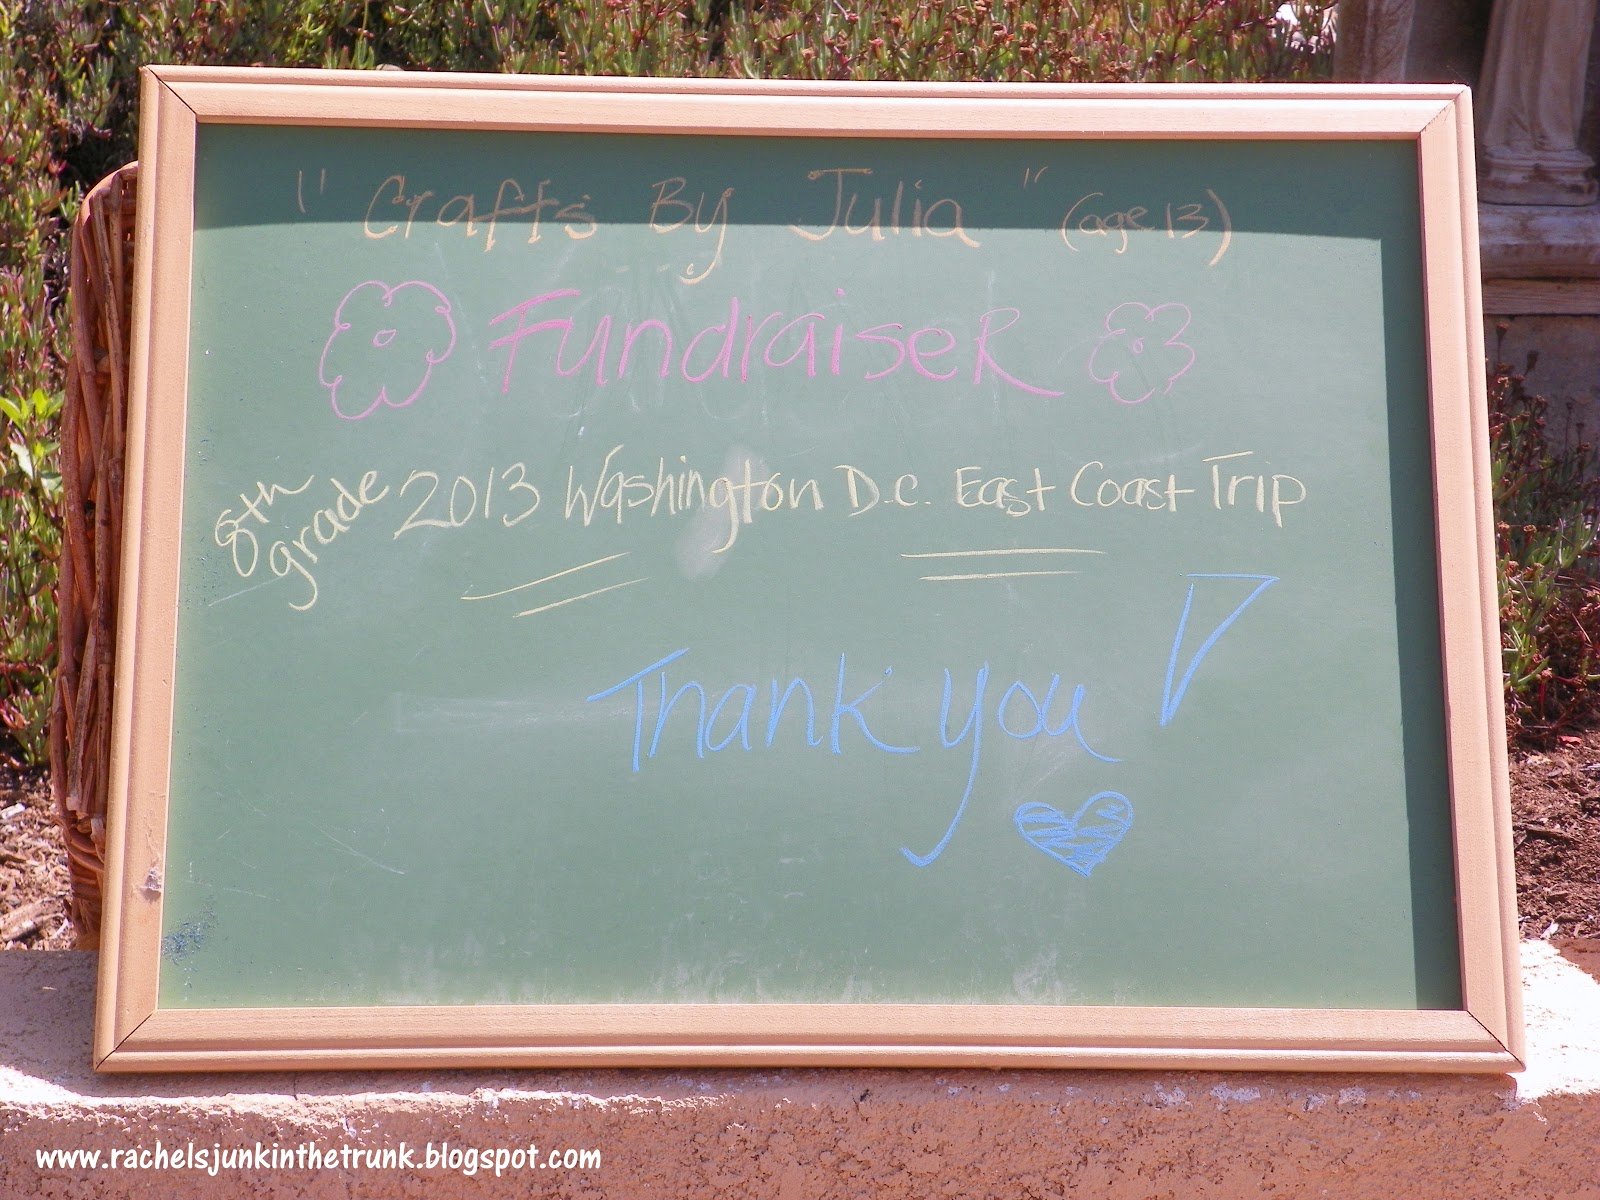 "Crafts By Julia" (age 13)
FundraiseR
8th grade 2013 Washington D.C. East Coast Trip
Thank you!
www.rachelsjunkinthetrunk.blogspot.com